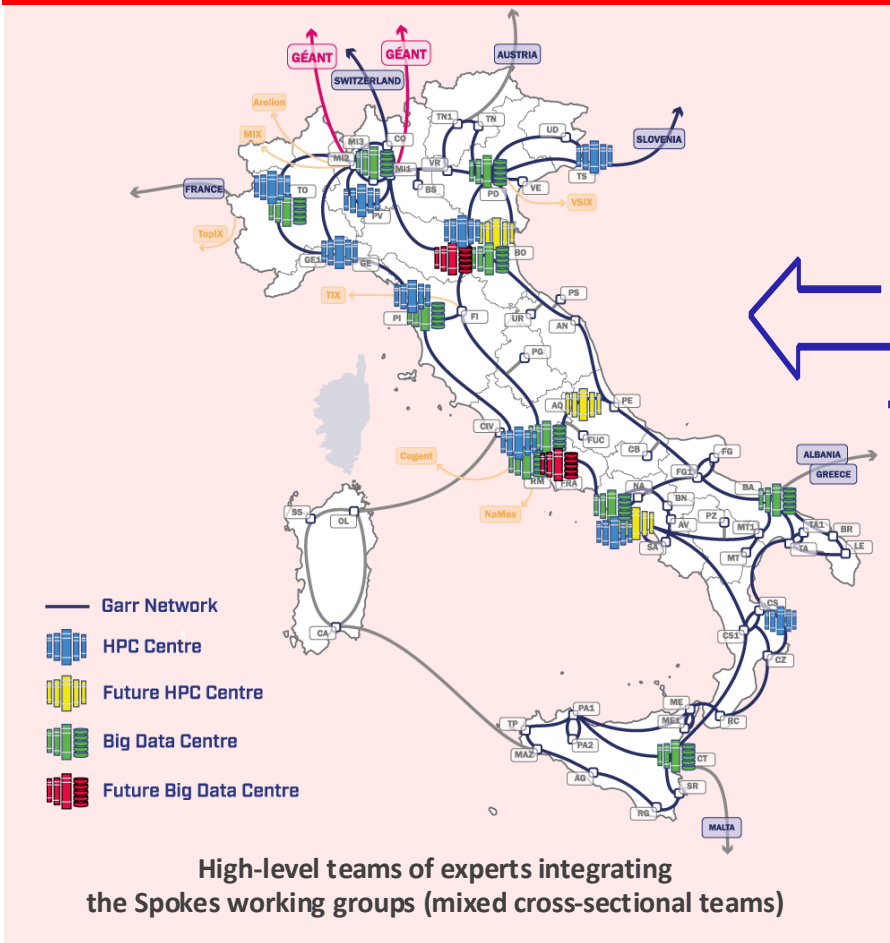 GÉANT
GÉANT
AUSTRIA
SWITZERLAND
Arelion
MIX
MI3
CO
MI2
MI1
TN1
TN
UD
SLOVENIA
TS
VR
BS
PD
VE
VSIX
FRANCE
TO
TopIX
PV
GE1
GE
BO
TIX
PI
FI
PS
UR
AN
PG
AQ
PE
CIV
FUC
CB
Cogent
RM
FRA
NaMex
FG
FG1
ALBANIA
GREECE
NA
BN
BA
AV
PZ
MT1
TA1
BR
SA
MT
TA
LE
SS
OL
CA
CS
CS1
CZ
Garr Network
HPC Centre
Future HPC Centre
Big Data Centre
Future Big Data Centre
PA1
ME
TP
ME1
RC
PA2
MAZ
CT
AG
SR
RG
MALTA
High-level teams of experts integrating
the Spokes working groups (mixed cross-sectional teams)